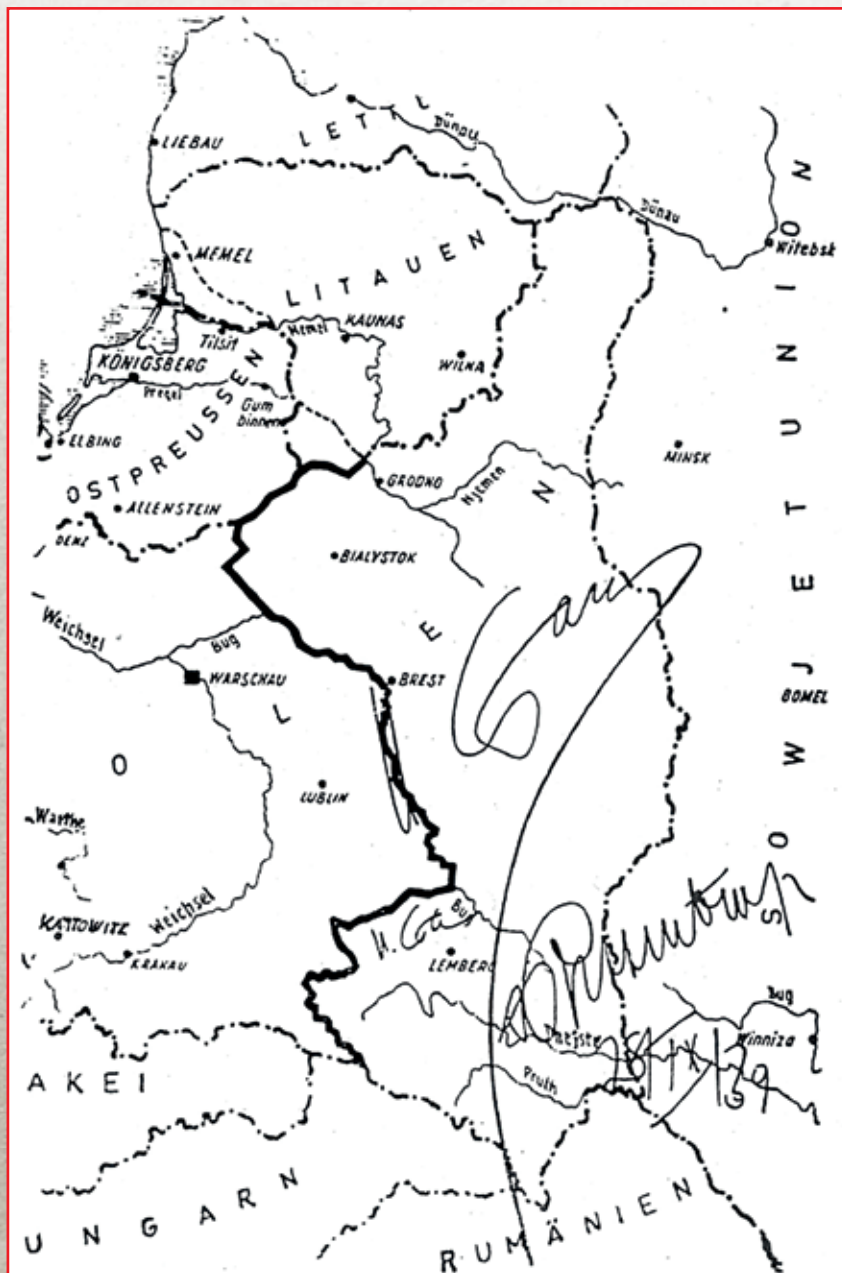 LETTL
Dünau
LIEBAU
Dünau
Witebsk
MEMEL
LITAUEN
Tilsit
Memel
KAUNAS
WILNA
KÖNIGSBERG
Pregel
Gum
binnen
ELBING
OSTPREUSSEN
MINSK
GRODNO
Njemen
ALLENSTEIN
BIALYSTOK
Weichsel
Bug
WARSCHAU
BREST
POLEN
SOWJETUNION
LUBLIN
Warthe
Weichsel
KATTOWITZ
KRAKAU
Bug
LEMBERG
Bug
Winniza
Pruth
28/IX/39
AKEI
UNGARN
RUMÄNIEN